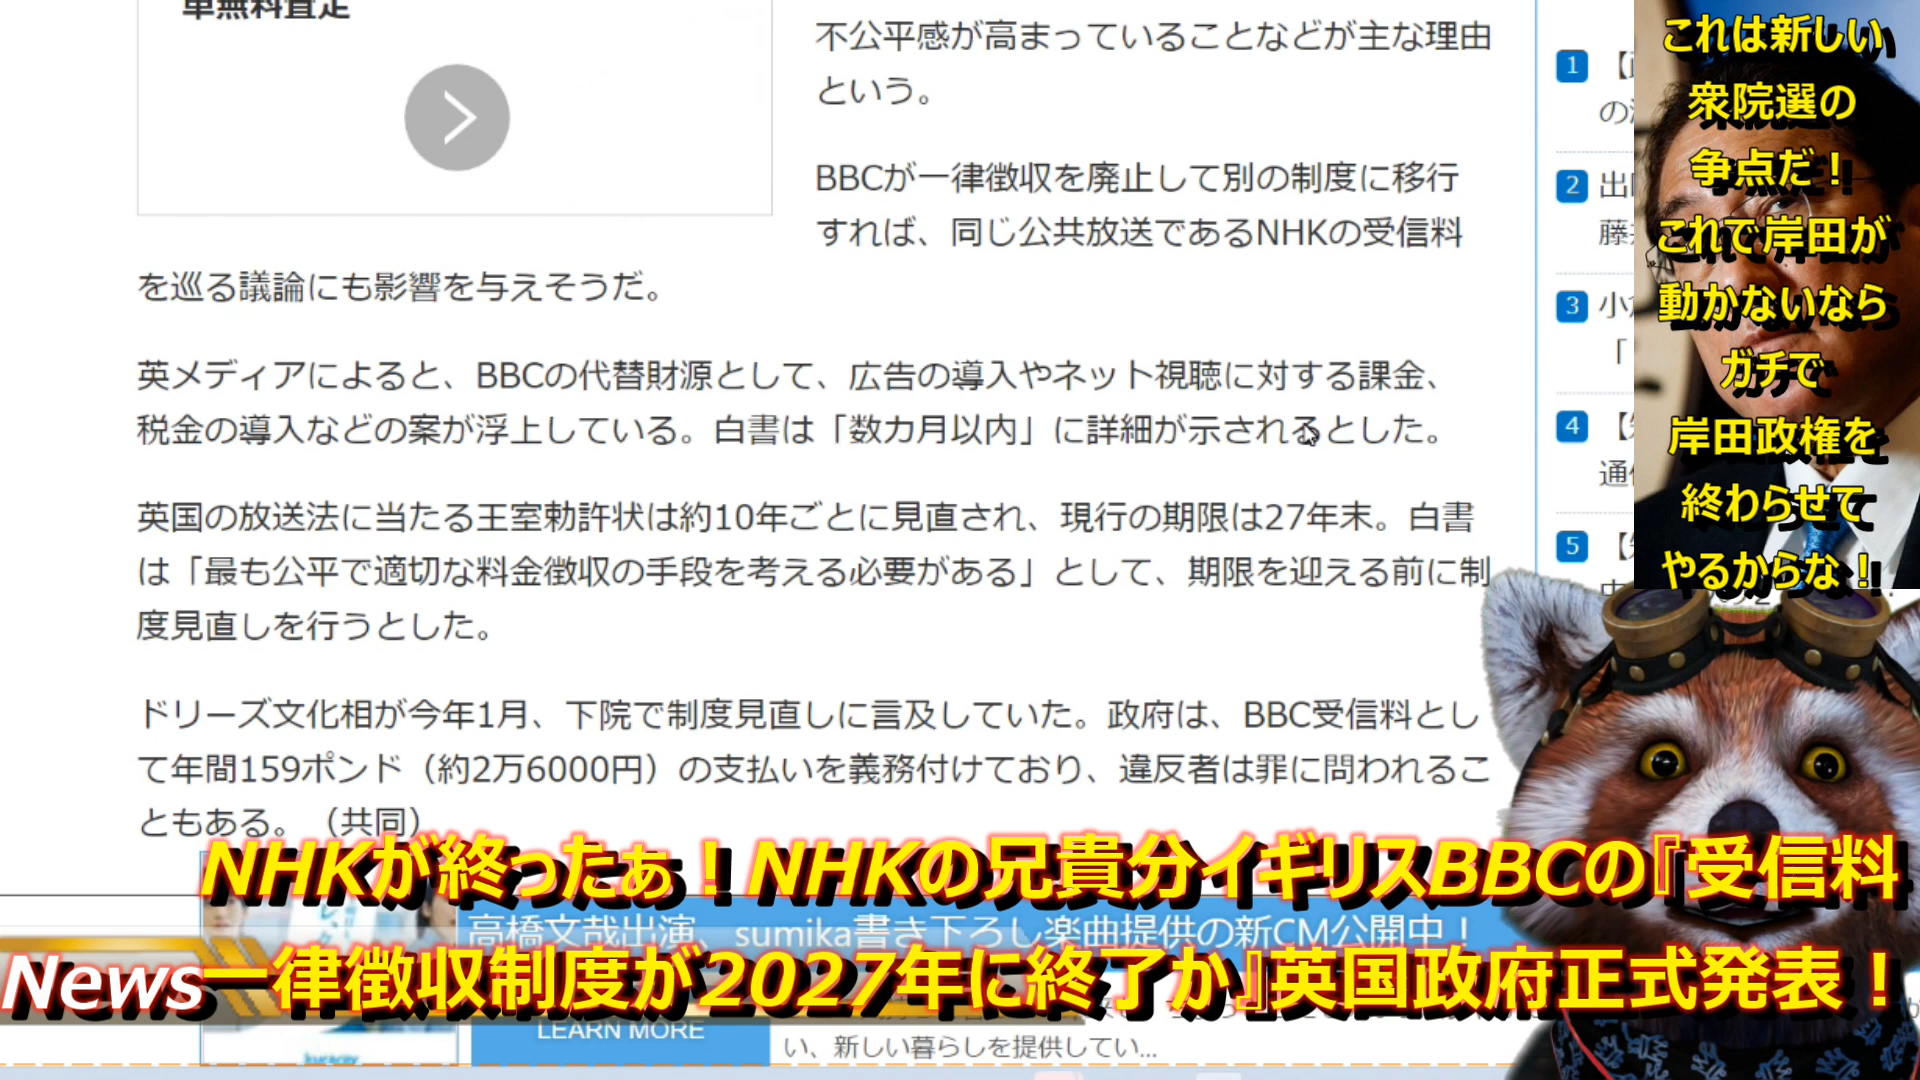 車無料査定
不公平感が高まっていることなどが主な理由
という。
BBCが一律徴収を廃止して別の制度に移行
すれば、同じ公共放送であるNHKの受信料
を巡る議論にも影響を与えそうだ。
英メディアによると、BBCの代替財源として、広告の導入やネット視聴に対する課金、
税金の導入などの案が浮上している。白書は「数カ月以内」に詳細が示されるとした。
英国の放送法に当たる王室勅許状は約10年ごとに見直され、現行の期限は27年末。白書
は「最も公平で適切な料金徴収の手段を考える必要がある」として、期限を迎える前に制
度見直しを行うとした。
ドリーズ文化相が今年1月、下院で制度見直しに言及していた。政府は、BBC受信料とし
て年間159ポンド（約2万6000円）の支払いを義務付けており、違反者は罪に問われるこ
ともある。（共同）
1
の
2 出
藤
3 小
「
4 【
通
5 【
これは新しい
衆院選の
争点だ！
これで岸田が
動かないなら
ガチで
岸田政権を
終わらせて
やるからな！
NHKが終ったぁ！NHKの兄貴分イギリスBBCの『受信料
高橋文哉出演、sumika書き下ろし楽曲提供の新CM公開中！
News
一律徴収制度が2027年に終了か』英国政府正式発表！
LEARN MORE
い、新しい暮らしを提供してい...